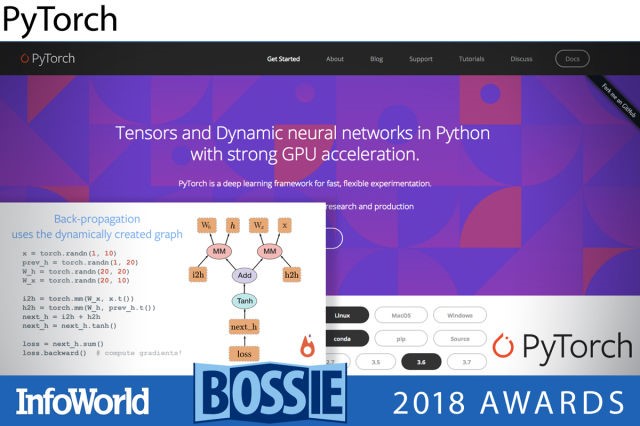 PyTorch
PyTorch
Get Started
About
Blog
Support
Tutorials
Discuss
Docs
Fork me on GitHub
Tensors and Dynamic neural networks in Python
with strong GPU acceleration.
PyTorch is a deep learning framework for fast, flexible experimentation.
research and production
Back-propagation
uses the dynamically created graph
x = torch.randn(1, 10)
prev_h = torch.randn(1, 20)
W_h = torch.randn(20, 20)
W_x = torch.randn(20, 10)
i2h = torch.mm(W_x, x.t())
h2h = torch.mm(W_h, prev_h.t())
next_h = i2h + h2h
next_h = next_h.tanh()
loss = next_h.sum()
loss.backward() # compute gradients!
h
x
MM
MM
i2h
Add
h2h
Tanh
next_h
loss
Linux
MacOS
Windows
conda
pip
Source
2.7
3.5
3.6
3.7
PyTorch
InfoWorld
BOSSIE
2018 AWARDS